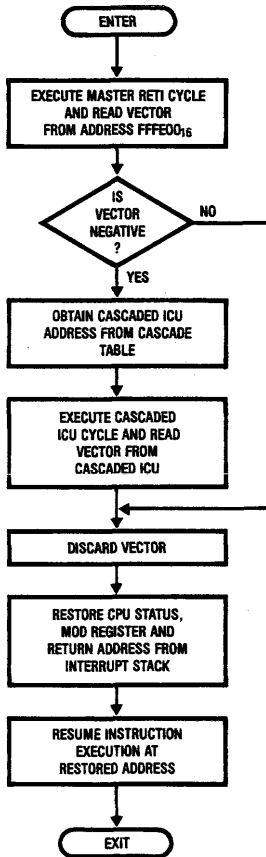 ENTER
EXECUTE MASTER RETI CYCLE
AND READ VECTOR
FROM ADDRESS FFFE00₁₆
IS
VECTOR
NEGATIVE
?
NO
YES
OBTAIN CASCADED ICU
ADDRESS FROM CASCADE
TABLE
EXECUTE CASCADED
ICU CYCLE AND READ
VECTOR FROM
CASCADED ICU
DISCARD VECTOR
RESTORE CPU STATUS,
MOD REGISTER AND
RETURN ADDRESS FROM
INTERRUPT STACK
RESUME INSTRUCTION
EXECUTION AT
RESTORED ADDRESS
EXIT